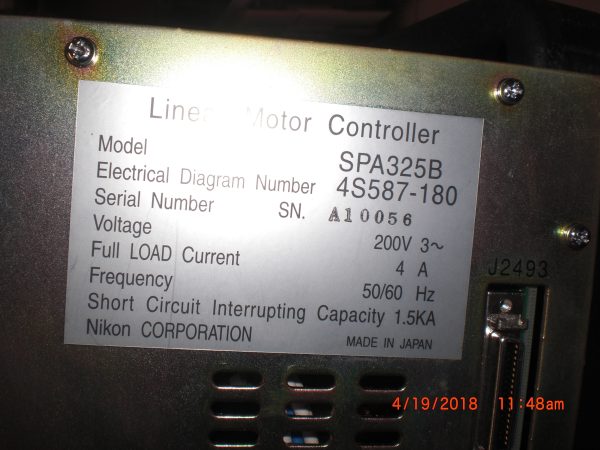 Linear Motor Controller
Model SPA325B
Electrical Diagram Number 4S587-180
Serial Number SN. A10056
Voltage 200V 3~
Full LOAD Current 4 A
Frequency 50/60 Hz
Short Circuit Interrupting Capacity 1.5KA
Nikon CORPORATION MADE IN JAPAN
J2493
4/19/2018 11:48am